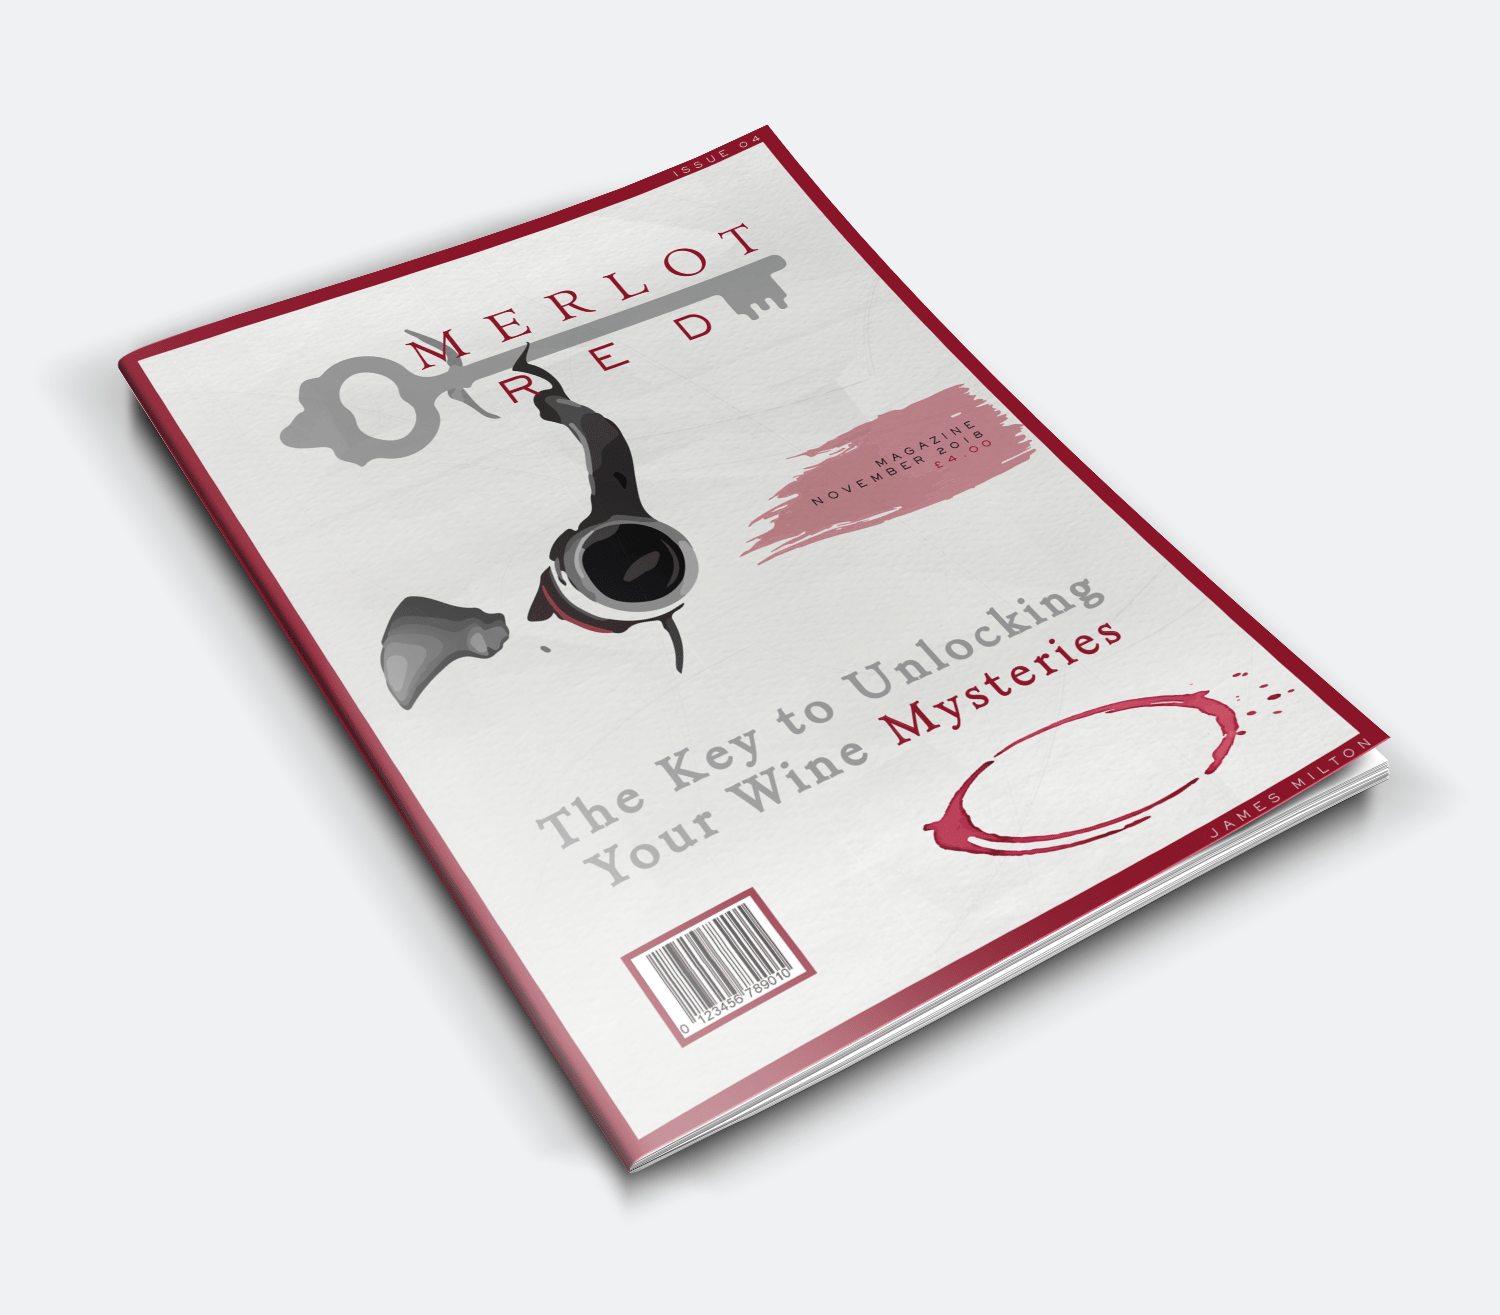 ISSUE 04
MERLOT
RED
MAGAZINE
NOVEMBER 2018
£4.00
The Key to Unlocking
Your Wine Mysteries
0 123456 789010
JAMES MILTON